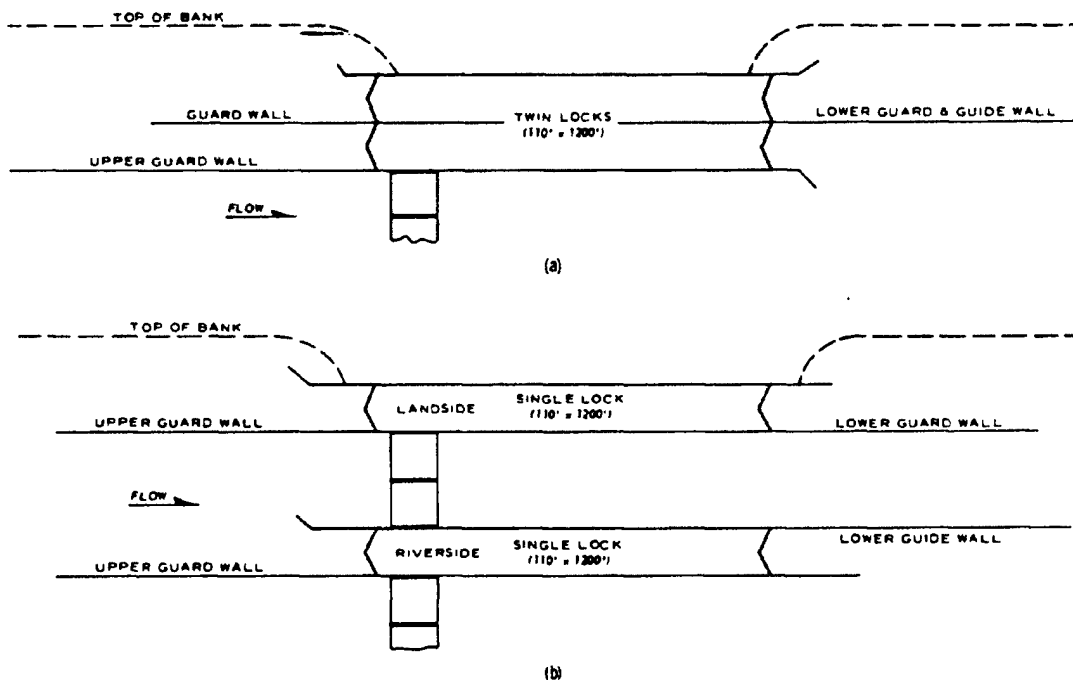 TOP OF BANK
GUARD WALL
TWIN LOCKS
(110' x 1200')
LOWER GUARD & GUIDE WALL
UPPER GUARD WALL
FLOW
(a)
TOP OF BANK
LANDSIDE
SINGLE LOCK
(110' x 1200')
UPPER GUARD WALL
LOWER GUARD WALL
FLOW
RIVERSIDE
SINGLE LOCK
(110' x 1200')
LOWER GUIDE WALL
UPPER GUARD WALL
(b)